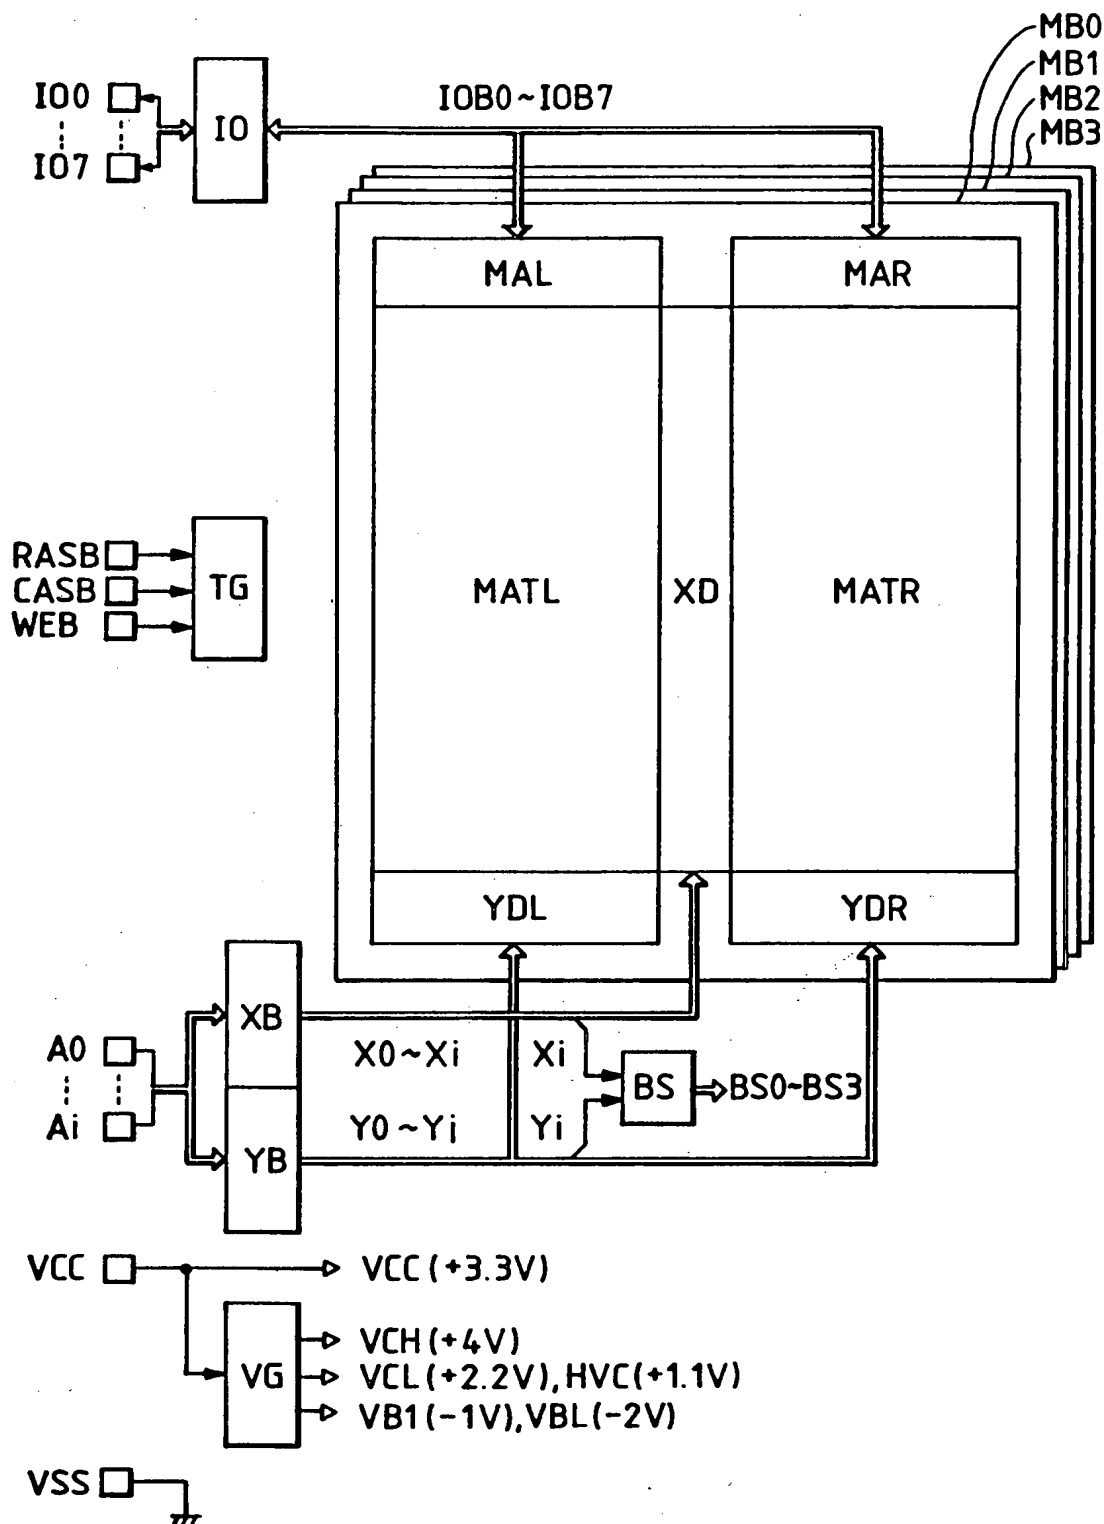 MB0
MB1
MB2
MB3
IO0
IO7
IO
IOB0~IOB7
MAL
MAR
RASB
CASB
WEB
TG
MATL
XD
MATR
YDL
YDR
XB
X0~Xi
Xi
A0
Ai
BS
BS0~BS3
Y0~Yi
Yi
YB
VCC
VCC(+3.3V)
VG
VCH(+4V)
VCL(+2.2V),HVC(+1.1V)
VB1(-1V),VBL(-2V)
VSS